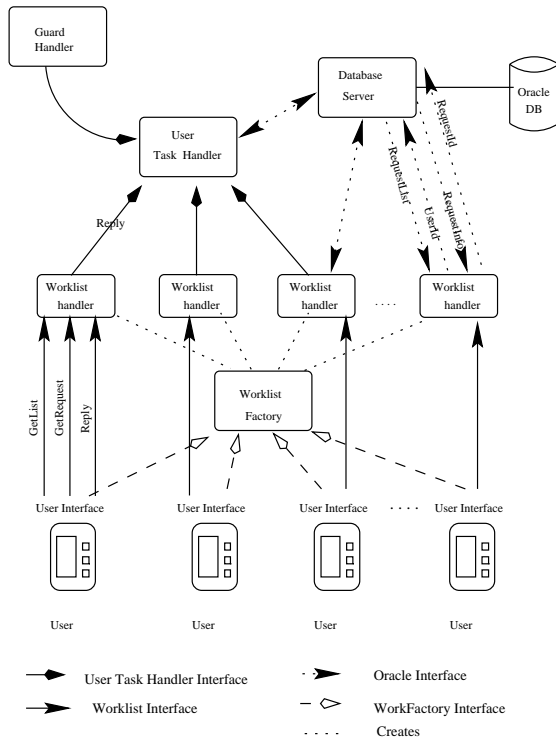 Guard
Handler
Database
Server
Oracle
DB
User
Task Handler
RequestId
RequestList
UserId
RequestInfo
Reply
Worklist
handler
Worklist
handler
Worklist
handler
....
Worklist
handler
Worklist
Factory
GetList
GetRequest
Reply
User Interface
User Interface
User Interface
....
User Interface
User
User
User
User
User Task Handler Interface
Oracle Interface
Worklist Interface
WorkFactory Interface
Creates